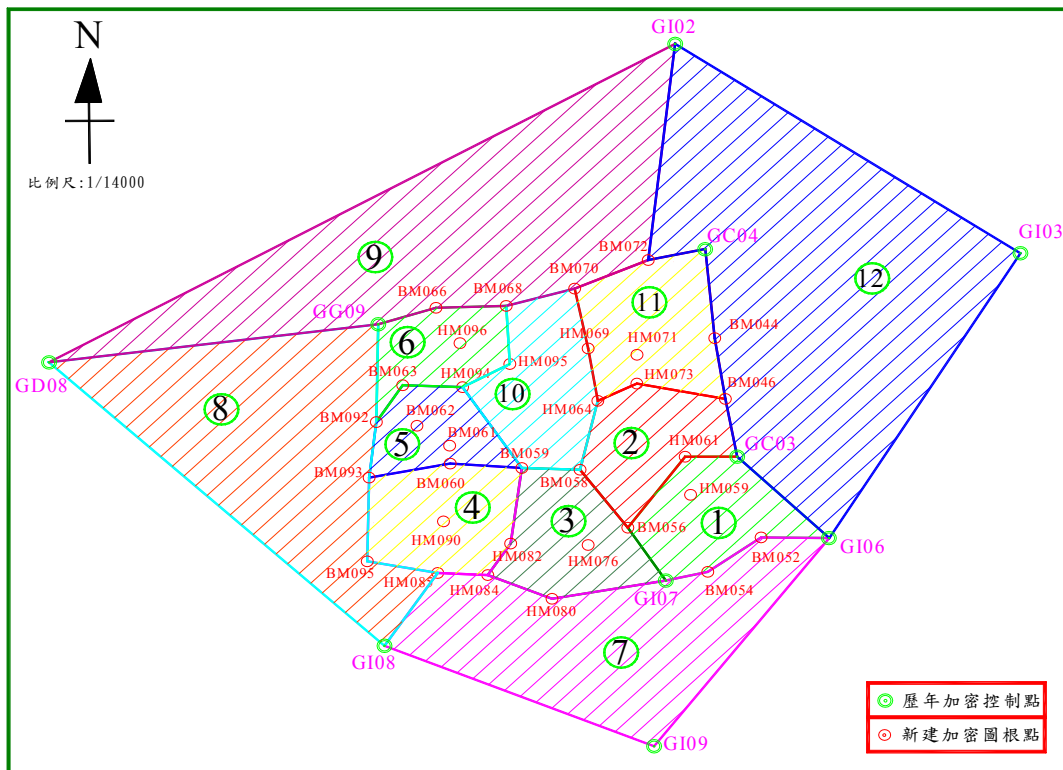 GI02
N
比例尺:1/14000
GI03
GC04
BM072
9
BM070
12
11
BM066
BM068
GG09
BM044
6
HM096
HM069
HM071
GD08
BM063
HM094
HM095
HM073
10
BM046
8
BM092
BM062
HM064
5
BM061
2
HM061
GC03
BM059
BM093
BM060
BM058
HM059
4
3
1
BM056
HM090
BM052
GI06
HM082
HM076
BM095
HM085
HM084
GI07
BM054
HM080
7
GI08
歷年加密控制點
新建加密圖根點
GI09